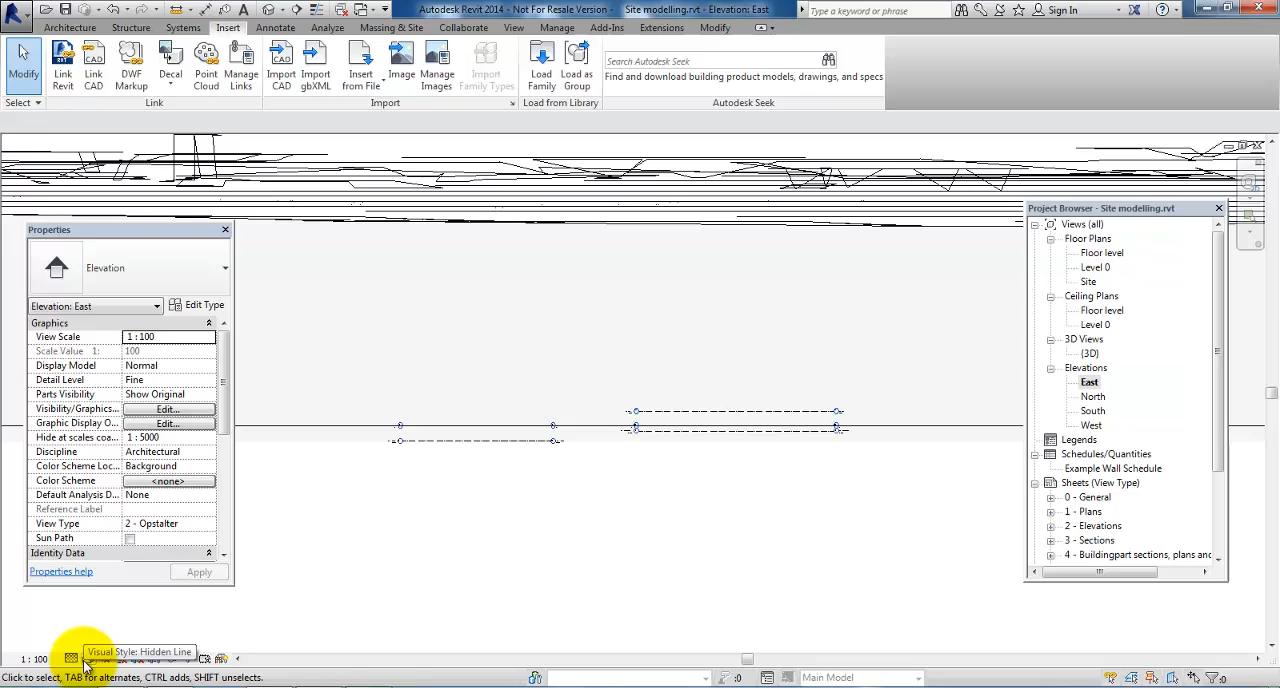 Autodesk Revit 2014 - Not For Resale Version - Site modelling.rvt - Elevation: East
Type a keyword or phrase
Sign In
Architecture Structure Systems Insert Annotate Analyze Massing & Site Collaborate View Manage Add-Ins Extensions Modify
Modify
Link Revit
Link CAD
DWF Markup
Decal
Point Cloud
Manage Links
Import CAD
Import gbXML
Insert from File
Image
Manage Images
Import Family Types
Load Family
Load as Group
Search Autodesk Seek
Find and download building product models, drawings, and specs
Select
Link
Import
Load from Library
Autodesk Seek
Properties
Elevation
Elevation: East
Edit Type
Graphics
View Scale 1 : 100
Scale Value 1: 100
Display Model Normal
Detail Level Fine
Parts Visibility Show Original
Visibility/Graphics... Edit...
Graphic Display O... Edit...
Hide at scales coa... 1 : 5000
Discipline Architectural
Color Scheme Loc... Background
Color Scheme <none>
Default Analysis D... None
Reference Label
View Type 2 - Opstalter
Sun Path
Identity Data
Properties help
Apply
Project Browser - Site modelling.rvt
Views (all)
Floor Plans
Floor level
Level 0
Site
Ceiling Plans
Floor level
Level 0
3D Views
{3D}
Elevations
East
North
South
West
Legends
Schedules/Quantities
Example Wall Schedule
Sheets (View Type)
0 - General
1 - Plans
2 - Elevations
3 - Sections
4 - Buildingpart sections, plans anc
Visual Style: Hidden Line
1 : 100
Click to select, TAB for alternates, CTRL adds, SHIFT unselects.
:0
Main Model
:0